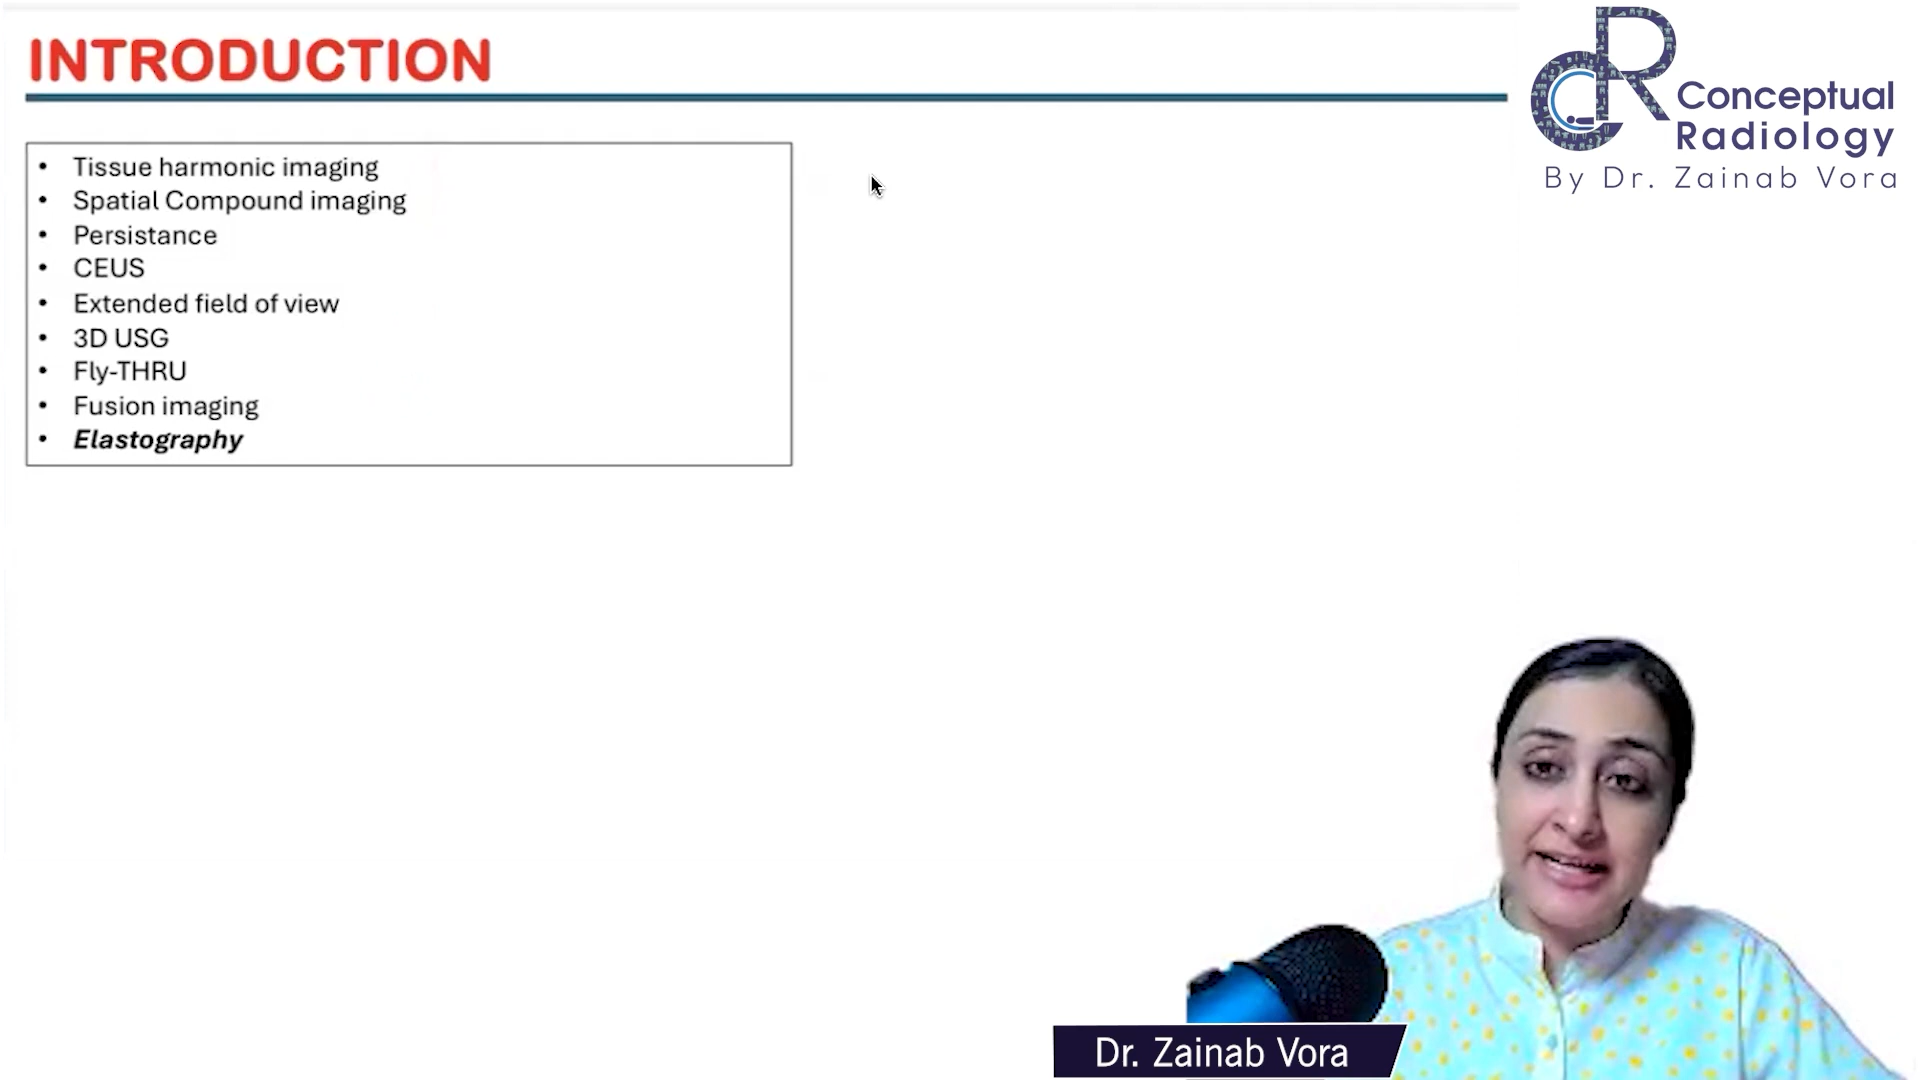 INTRODUCTION
• Tissue harmonic imaging
• Spatial Compound imaging
• Persistance
• CEUS
• Extended field of view
• 3D USG
• Fly-THRU
• Fusion imaging
• Elastography
CR
Conceptual
Radiology
By Dr. Zainab Vora
Dr. Zainab Vora